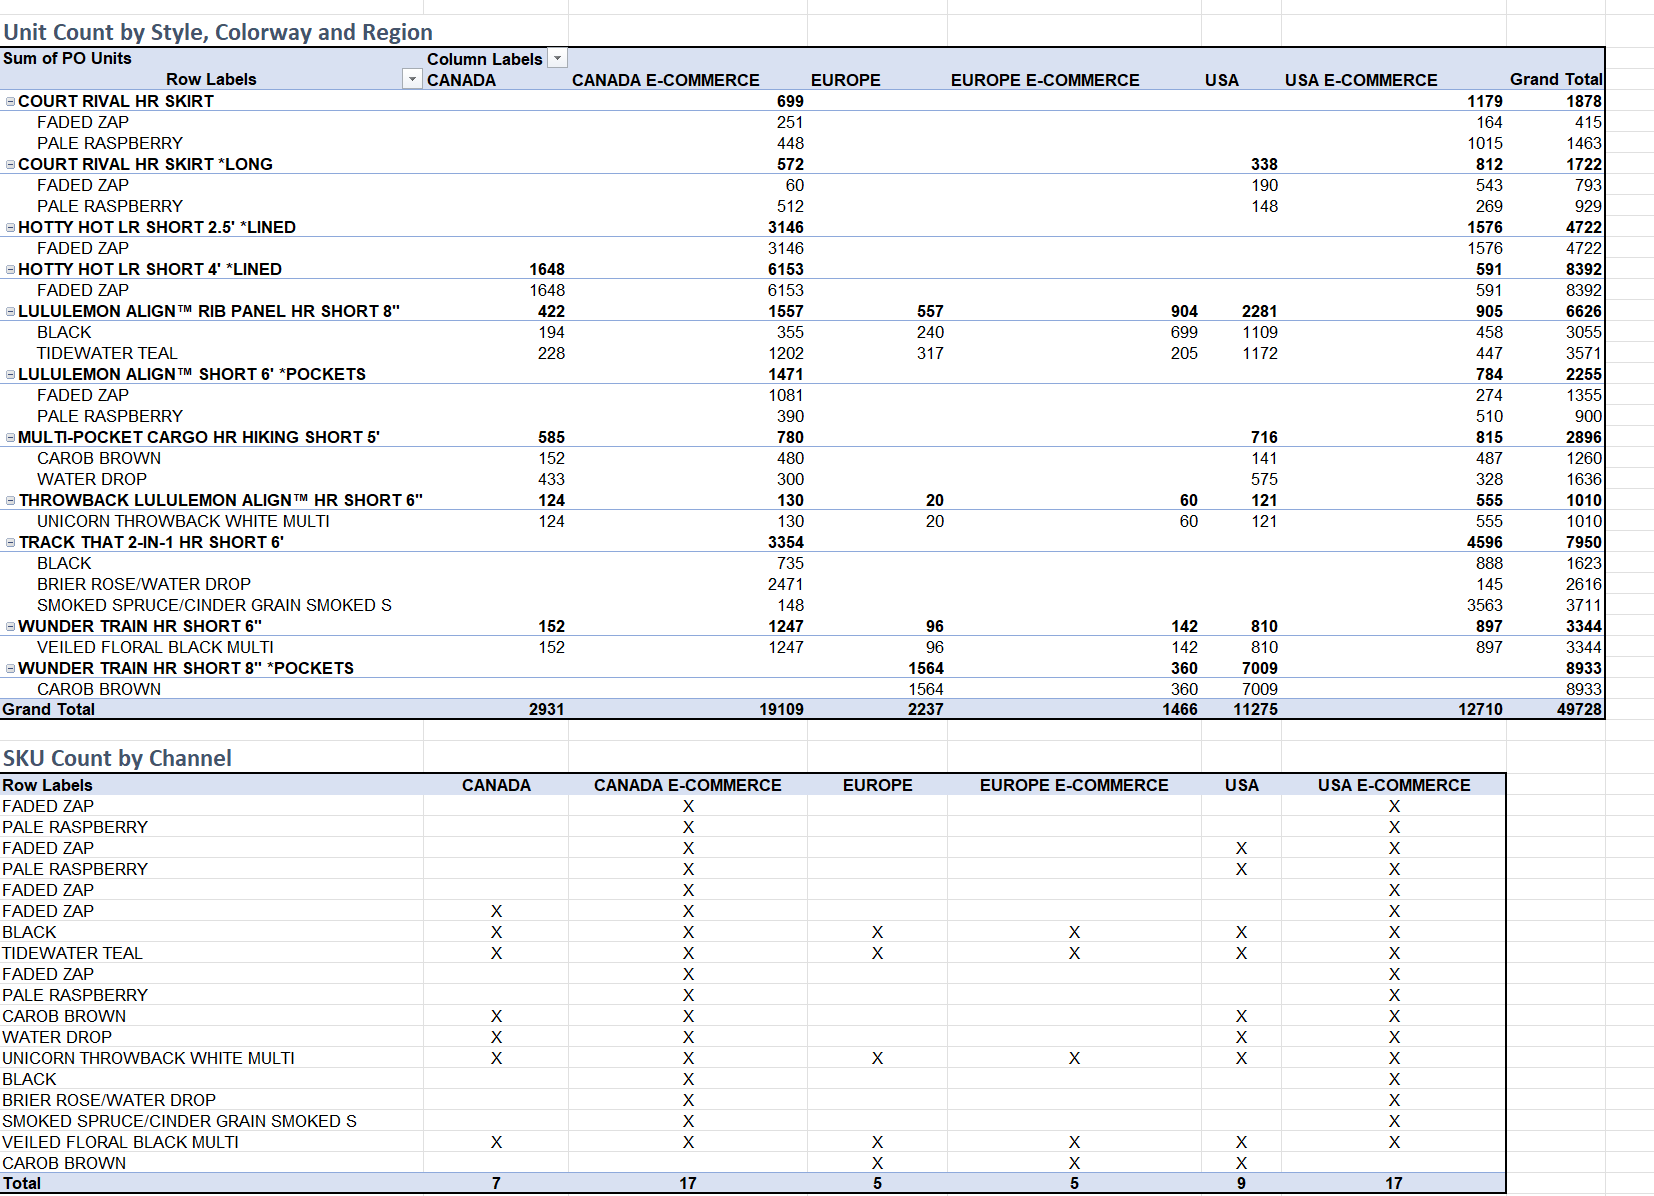 Unit Count by Style, Colorway and Region
Sum of PO Units Column Labels
Row Labels CANADA CANADA E-COMMERCE EUROPE EUROPE E-COMMERCE USA USA E-COMMERCE Grand Total
COURT RIVAL HR SKIRT 699 1179 1878
FADED ZAP 251 164 415
PALE RASPBERRY 448 1015 1463
COURT RIVAL HR SKIRT *LONG 572 338 812 1722
FADED ZAP 60 190 543 793
PALE RASPBERRY 512 148 269 929
HOTTY HOT LR SHORT 2.5' *LINED 3146 1576 4722
FADED ZAP 3146 1576 4722
HOTTY HOT LR SHORT 4' *LINED 1648 6153 591 8392
FADED ZAP 1648 6153 591 8392
LULULEMON ALIGN™ RIB PANEL HR SHORT 8" 422 1557 557 904 2281 905 6626
BLACK 194 355 240 699 1109 458 3055
TIDEWATER TEAL 228 1202 317 205 1172 447 3571
LULULEMON ALIGN™ SHORT 6' *POCKETS 1471 784 2255
FADED ZAP 1081 274 1355
PALE RASPBERRY 390 510 900
MULTI-POCKET CARGO HR HIKING SHORT 5' 585 780 716 815 2896
CAROB BROWN 152 480 141 487 1260
WATER DROP 433 300 575 328 1636
THROWBACK LULULEMON ALIGN™ HR SHORT 6" 124 130 20 60 121 555 1010
UNICORN THROWBACK WHITE MULTI 124 130 20 60 121 555 1010
TRACK THAT 2-IN-1 HR SHORT 6' 3354 4596 7950
BLACK 735 888 1623
BRIER ROSE/WATER DROP 2471 145 2616
SMOKED SPRUCE/CINDER GRAIN SMOKED S 148 3563 3711
WUNDER TRAIN HR SHORT 6" 152 1247 96 142 810 897 3344
VEILED FLORAL BLACK MULTI 152 1247 96 142 810 897 3344
WUNDER TRAIN HR SHORT 8" *POCKETS 1564 360 7009 8933
CAROB BROWN 1564 360 7009 8933
Grand Total 2931 19109 2237 1466 11275 12710 49728
SKU Count by Channel
Row Labels CANADA CANADA E-COMMERCE EUROPE EUROPE E-COMMERCE USA USA E-COMMERCE
FADED ZAP X X
PALE RASPBERRY X X
FADED ZAP X X X
PALE RASPBERRY X X X
FADED ZAP X X
FADED ZAP X X X
BLACK X X X X X X
TIDEWATER TEAL X X X X X X
FADED ZAP X X
PALE RASPBERRY X X
CAROB BROWN X X X X
WATER DROP X X X X
UNICORN THROWBACK WHITE MULTI X X X X X X
BLACK X X
BRIER ROSE/WATER DROP X X
SMOKED SPRUCE/CINDER GRAIN SMOKED S X X
VEILED FLORAL BLACK MULTI X X X X X X
CAROB BROWN X X X
Total 7 17 5 5 9 17